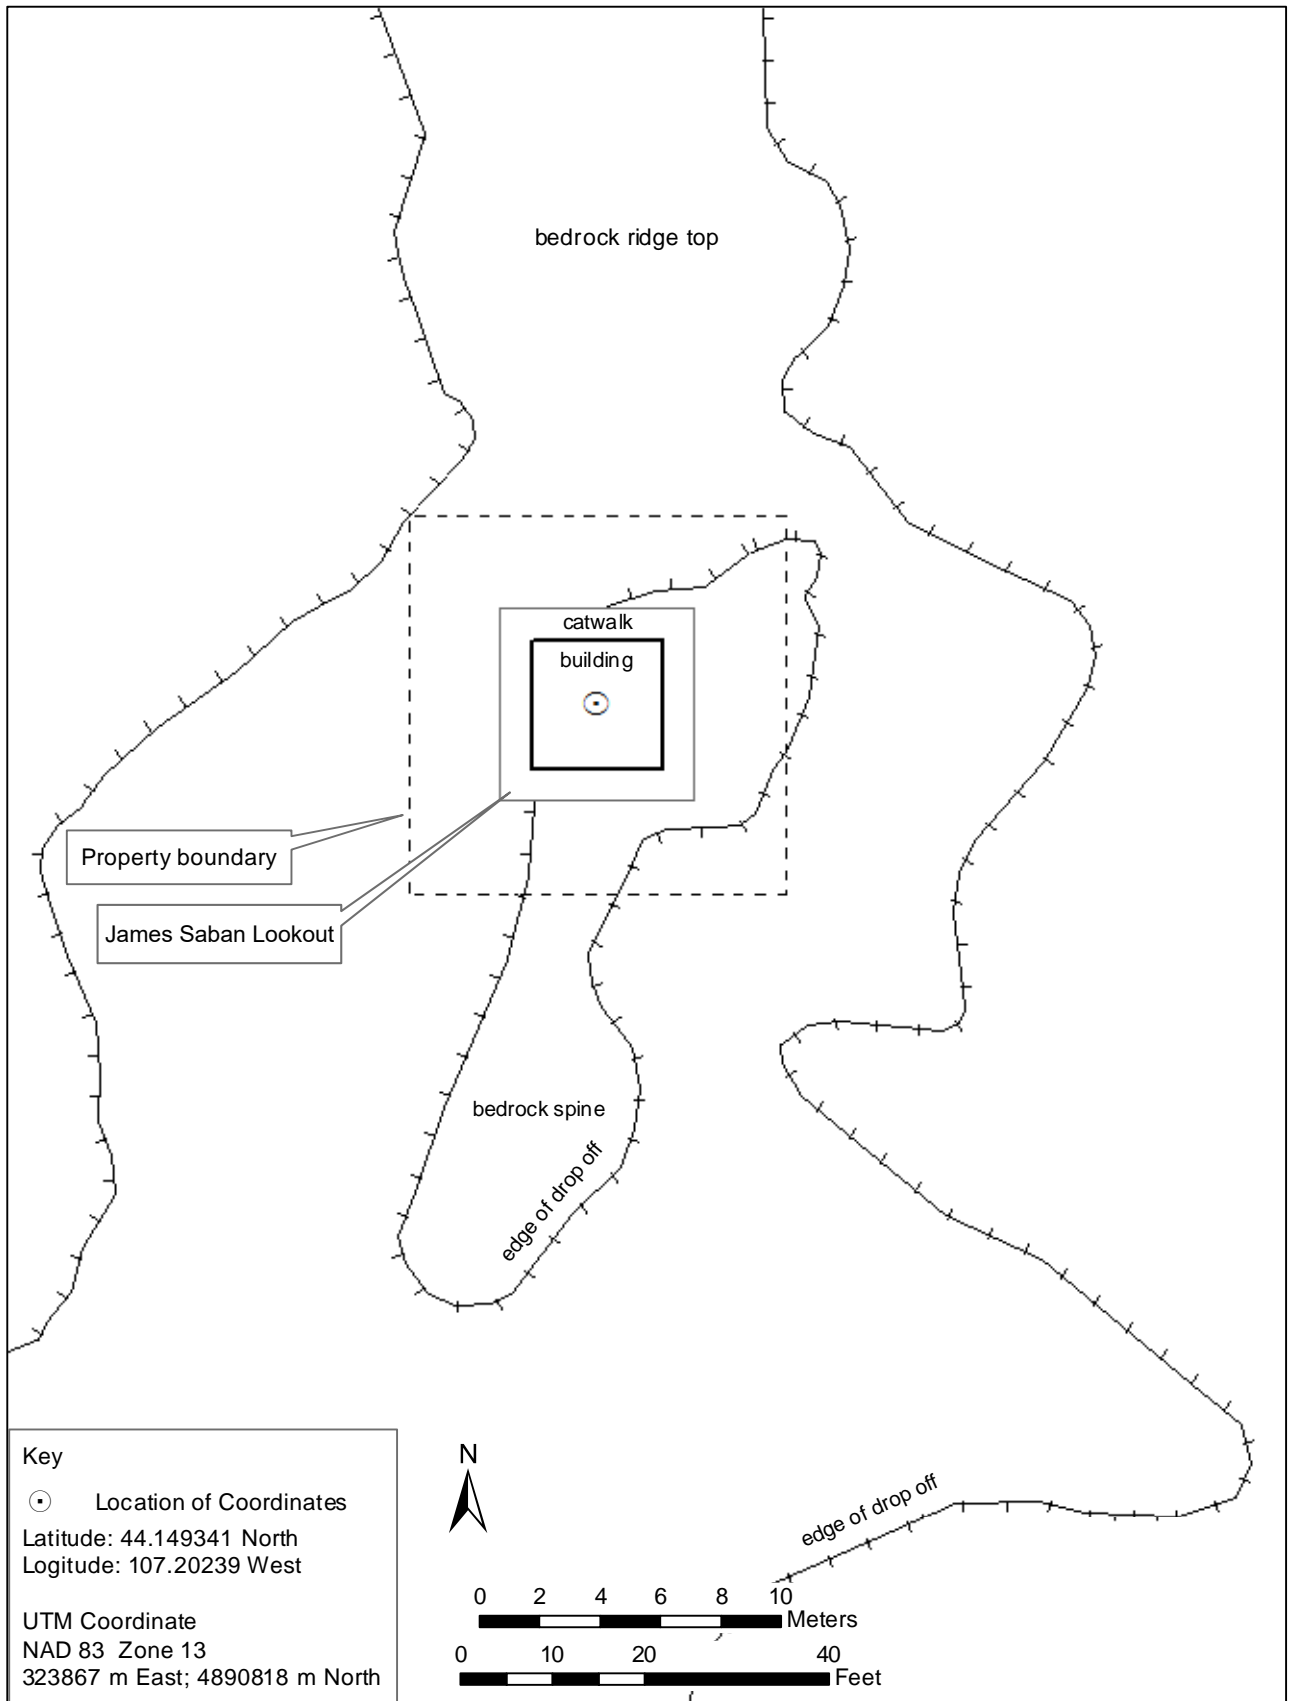 bedrock ridge top
catwalk
building
Property boundary
James Saban Lookout
bedrock spine
edge of drop off
edge of drop off
Key
Location of Coordinates
Latitude: 44.149341 North
Logitude: 107.20239 West
UTM Coordinate
NAD 83 Zone 13
323867 m East; 4890818 m North
N
0 2 4 6 8 10
Meters
0 10 20 40
Feet